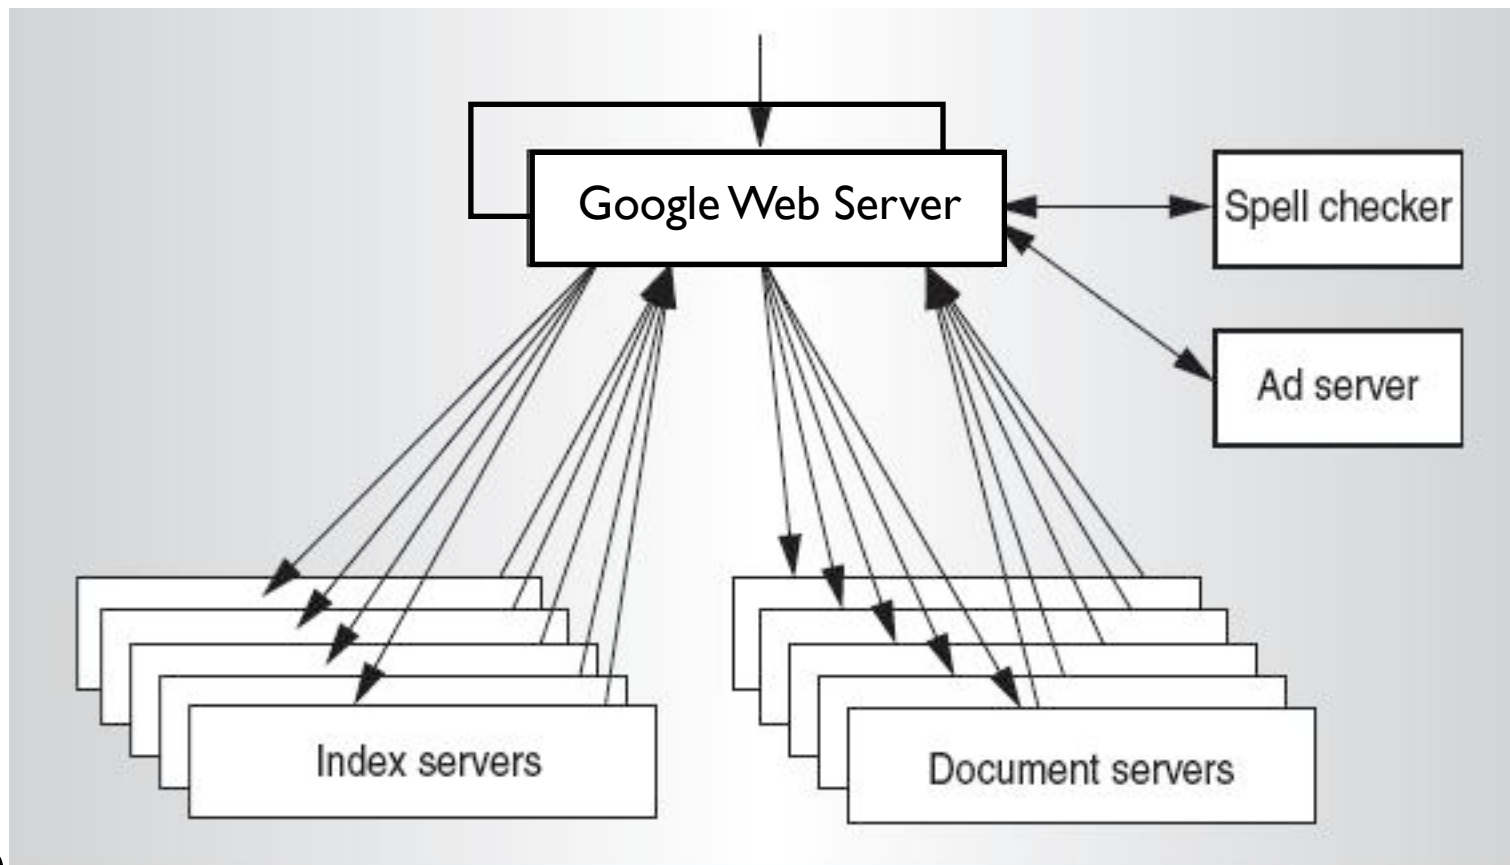 Google Web Server
Spell checker
Ad server
Index servers
Document servers